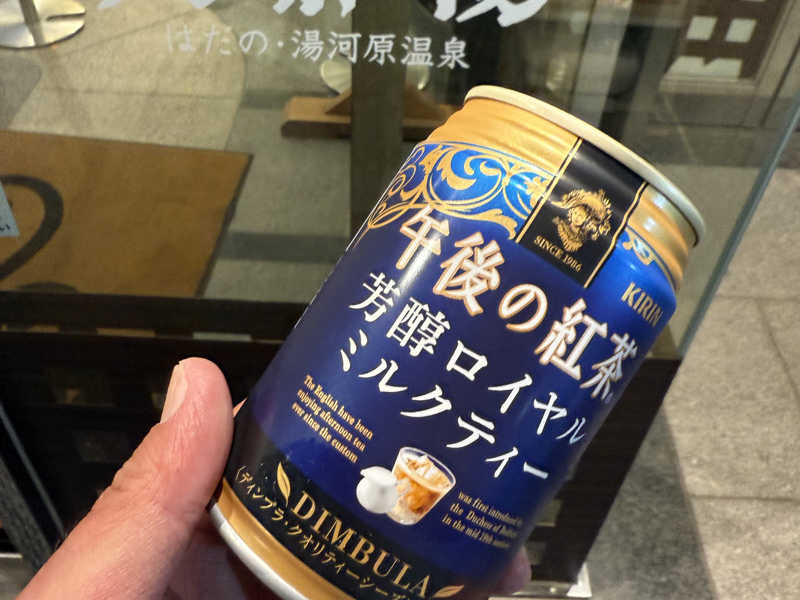 はだの・湯河原温泉
SINCE 1986
KIRIN
午後の紅茶
芳醇ロイヤル
ミルクティー
The English have been
enjoying afternoon tea
ever since the custom
was first introduced
the Duchess of
in the mid 19th
DIMBULA
(ディンブラ・クオリティーシーズ